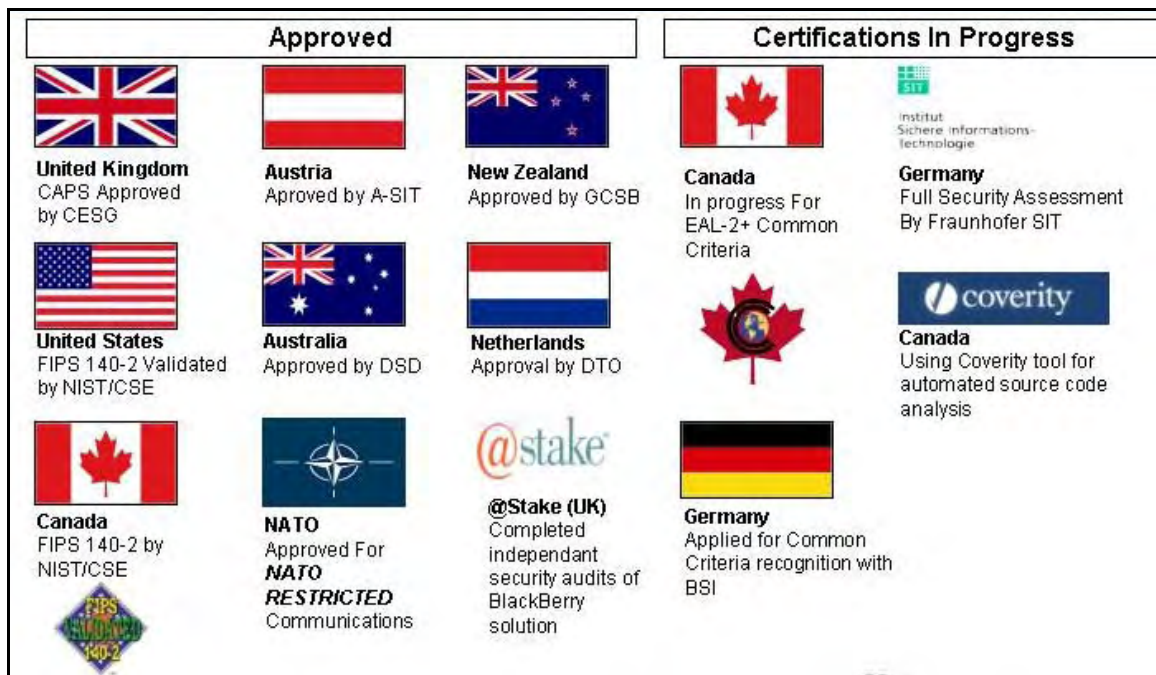 Approved
United Kingdom
CAPS Approved
by CESG
Austria
Aproved by A-SIT
New Zealand
Approved by GCSB
United States
FIPS 140-2 Validated
by NIST/CSE
Australia
Approved by DSD
Netherlands
Approval by DTO
Canada
FIPS 140-2 by
NIST/CSE
FIPS
VALIDATED
140-2
NATO
Approved For
NATO
RESTRICTED
Communications
@stake
@Stake (UK)
Completed
independant
security audits of
BlackBerry
solution
Certifications In Progress
Canada
In progress For
EAL-2+ Common
Criteria
SIT
Institut
Sichere Informations-
Technologie
Germany
Full Security Assessment
By Fraunhofer SIT
coverity
Canada
Using Coverity tool for
automated source code
analysis
Germany
Applied for Common
Criteria recognition with
BSI